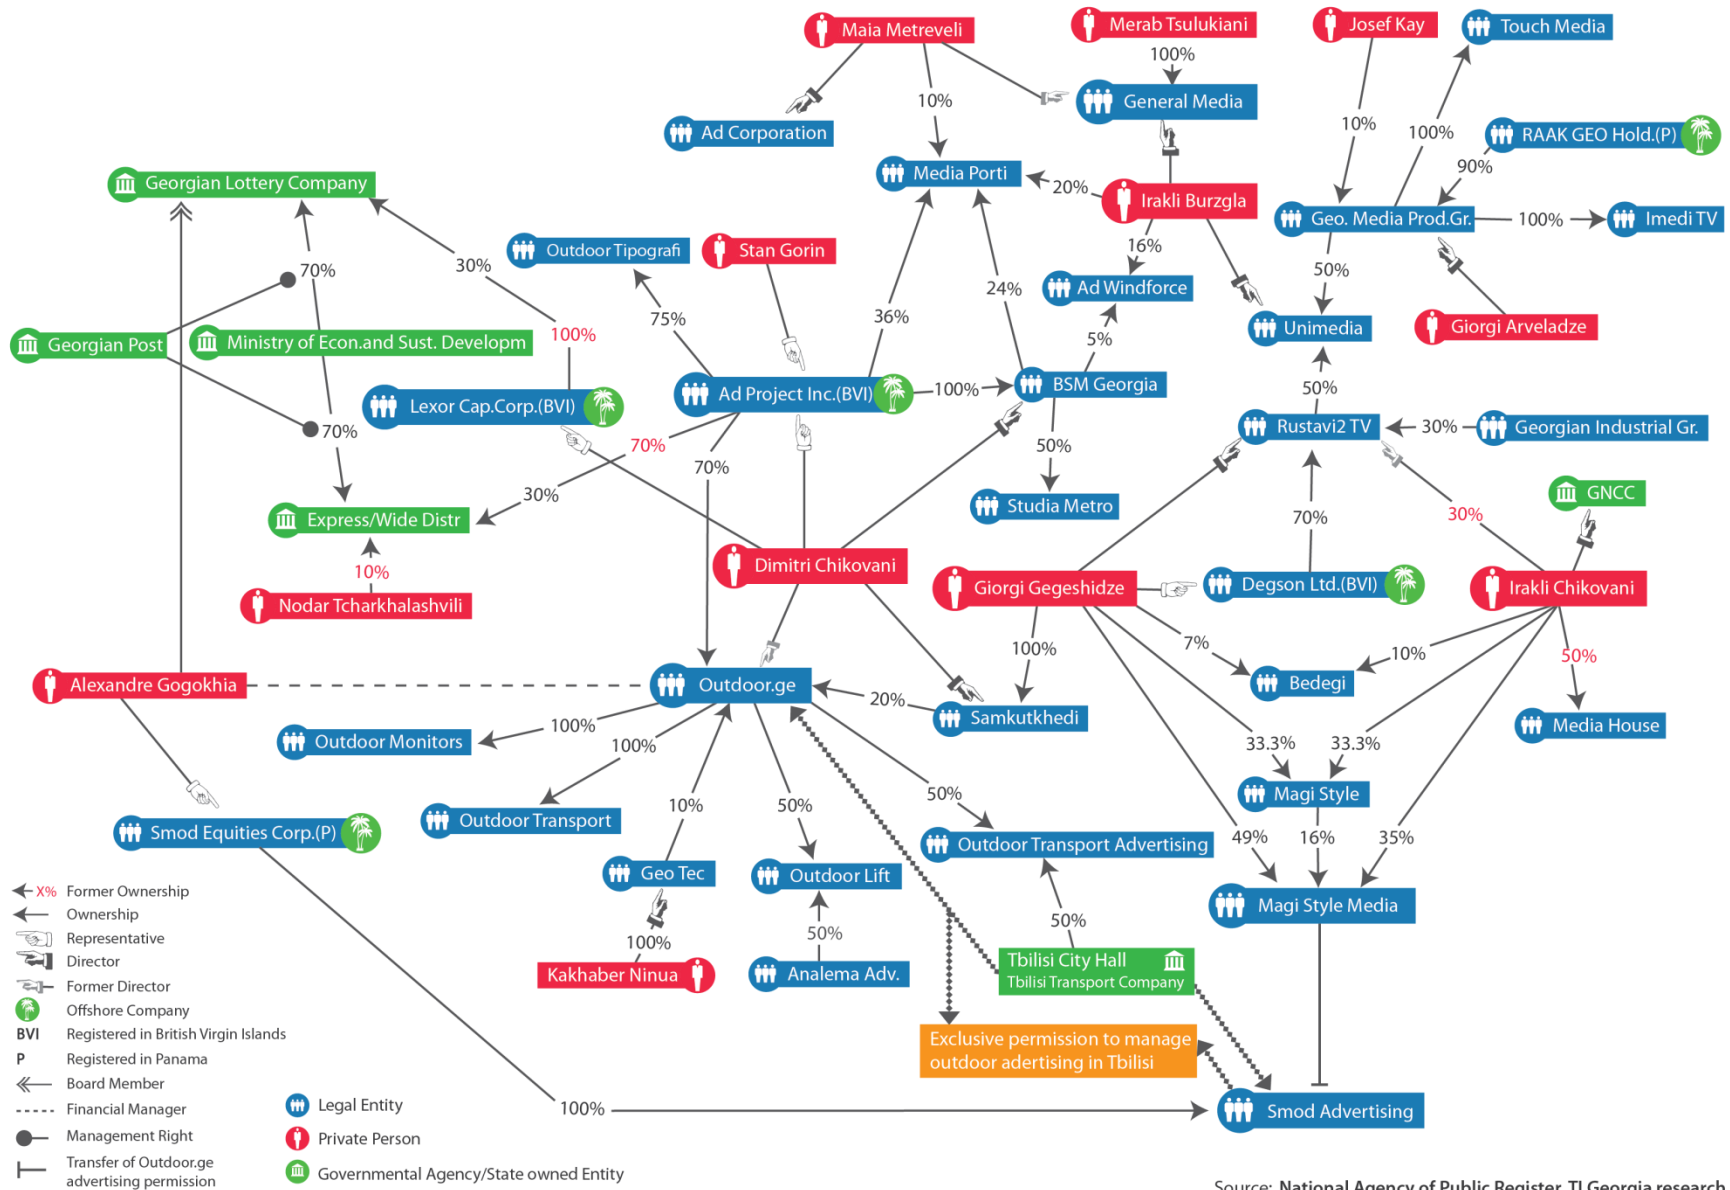 Maia Metreveli
Merab Tsulukiani
Josef Kay
Touch Media
100%
General Media
10%
Ad Corporation
10%
100%
RAAK GEO Hold.(P)
90%
Media Porti
20%
Irakli Burzgla
Georgian Lottery Company
Geo. Media Prod.Gr.
100%
Imedi TV
Outdoor Tipografi
Stan Gorin
16%
70%
30%
50%
24%
Ad Windforce
75%
36%
5%
Unimedia
Giorgi Arveladze
Georgian Post
Ministry of Econ.and Sust. Developm
100%
Lexor Cap.Corp.(BVI)
Ad Project Inc.(BVI)
100%
BSM Georgia
50%
70%
70%
70%
50%
Rustavi2 TV
30%
Georgian Industrial Gr.
30%
Express/Wide Distr
Studia Metro
GNCC
70%
30%
10%
Nodar Tcharkhalashvili
Dimitri Chikovani
Giorgi Gegeshidze
Degson Ltd.(BVI)
Irakli Chikovani
100%
7%
10%
50%
Alexandre Gogokhia
Outdoor.ge
Bedegi
20%
Samkutkhedi
Media House
Outdoor Monitors
100%
100%
33.3%
33.3%
10%
50%
50%
Magi Style
Smod Equities Corp.(P)
Outdoor Transport
Outdoor Transport Advertising
49%
16%
35%
Geo Tec
Outdoor Lift
Magi Style Media
100%
50%
50%
Kakhaber Ninua
Analema Adv.
Tbilisi City Hall
Tbilisi Transport Company
Exclusive permission to manage
outdoor adertising in Tbilisi
100%
Smod Advertising
X% Former Ownership
Ownership
Representative
Director
Former Director
Offshore Company
BVI Registered in British Virgin Islands
P Registered in Panama
Board Member
Financial Manager
Management Right
Transfer of Outdoor.ge
advertising permission
Legal Entity
Private Person
Governmental Agency/State owned Entity
Source: National Agency of Public Register, TI Georgia research